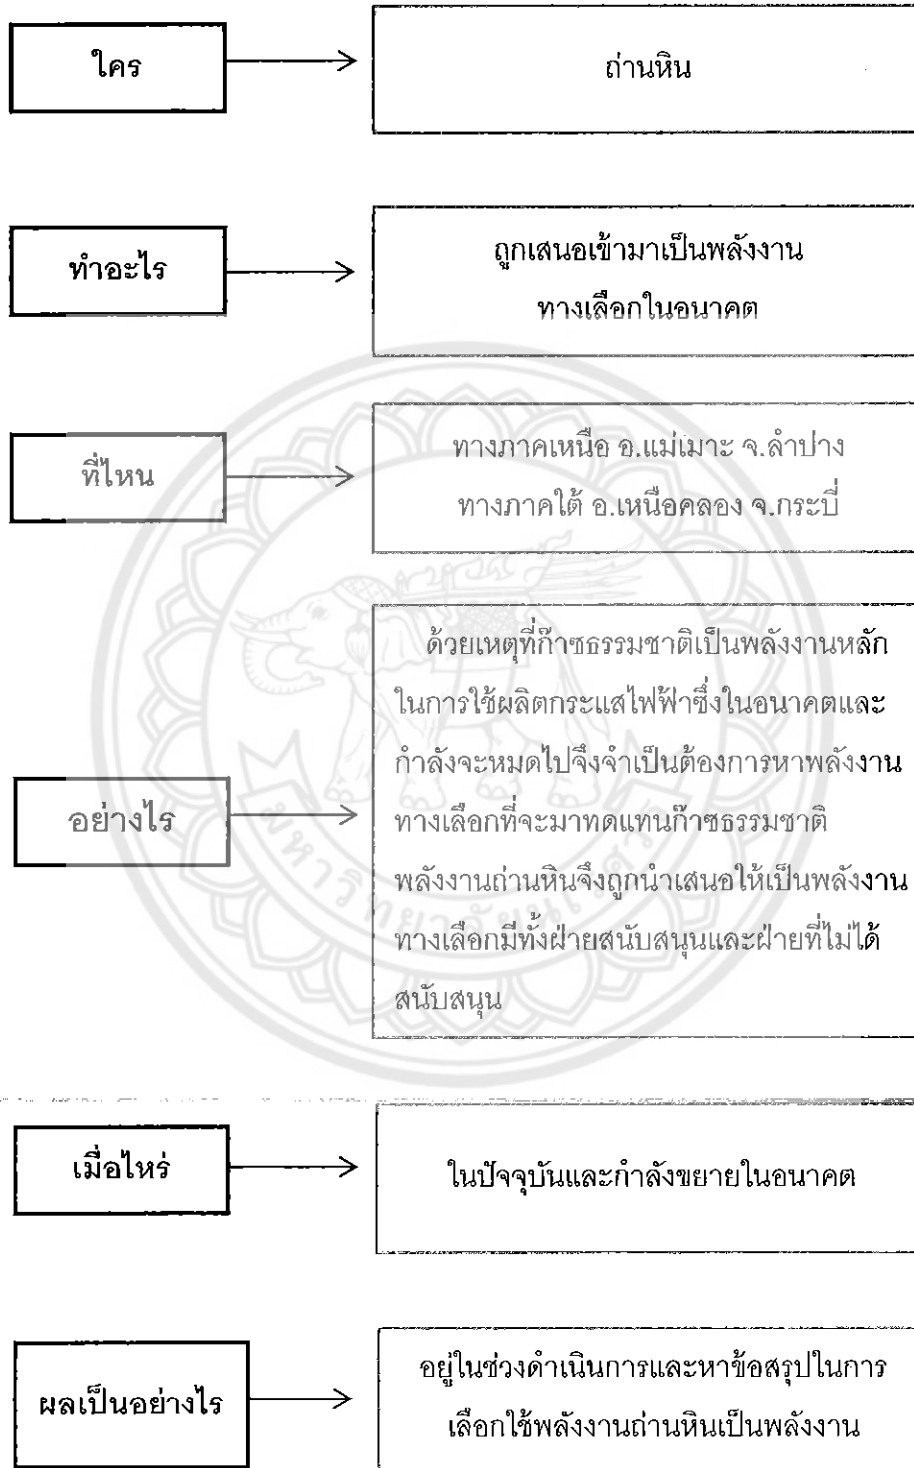 ใคร
ถ่านหิน
ทำอะไร
ถูกเสนอเข้ามาเป็นพลังงาน
ทางเลือกในอนาคต
ที่ไหน
ทางภาคเหนือ อ.แม่เมาะ จ.ลำปาง
ทางภาคใต้ อ.เหนือคลอง จ.กระบี่
อย่างไร
ด้วยเหตุที่ก๊าซธรรมชาติเป็นพลังงานหลัก
ในการใช้ผลิตกระแสไฟฟ้าซึ่งในอนาคตและ
กำลังจะหมดไปจึงจำเป็นต้องการหาพลังงาน
ทางเลือกที่จะมาทดแทนก๊าซธรรมชาติ
พลังงานถ่านหินจึงถูกนำเสนอให้เป็นพลังงาน
ทางเลือกมีทั้งฝ่ายสนับสนุนและฝ่ายที่ไม่ได้
สนับสนุน
มหาวิทยาลัยนเรศวร
เมื่อไหร่
ในปัจจุบันและกำลังขยายในอนาคต
ผลเป็นอย่างไร
อยู่ในช่วงดำเนินการและหาข้อสรุปในการ
เลือกใช้พลังงานถ่านหินเป็นพลังงาน